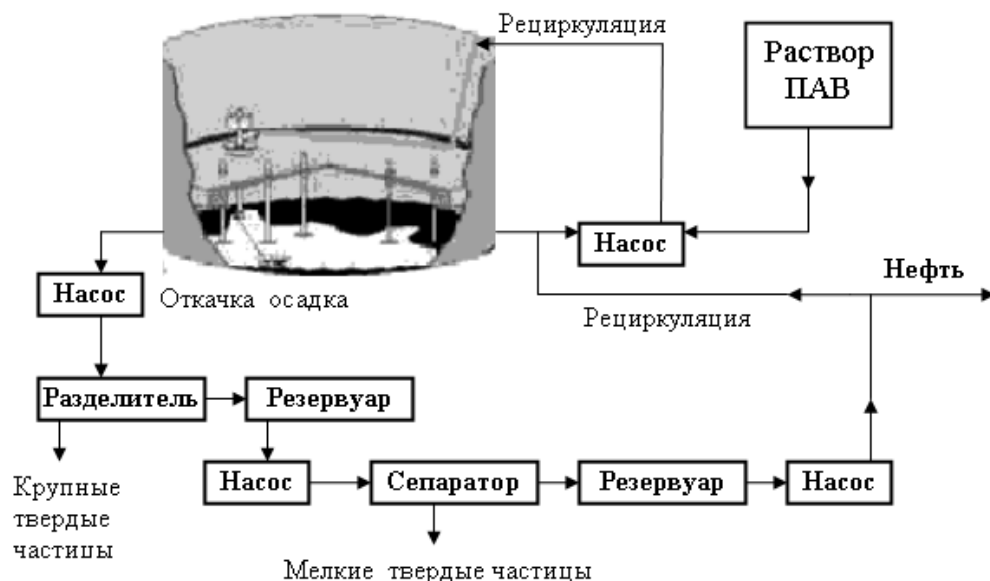 Рециркуляция
Раствор
ПАВ
Насос
Нефть
Насос
Откачка осадка
Рециркуляция
Разделитель
Резервуар
Насос
Сепаратор
Резервуар
Насос
Крупные
твердые
частицы
Мелкие твердые частицы